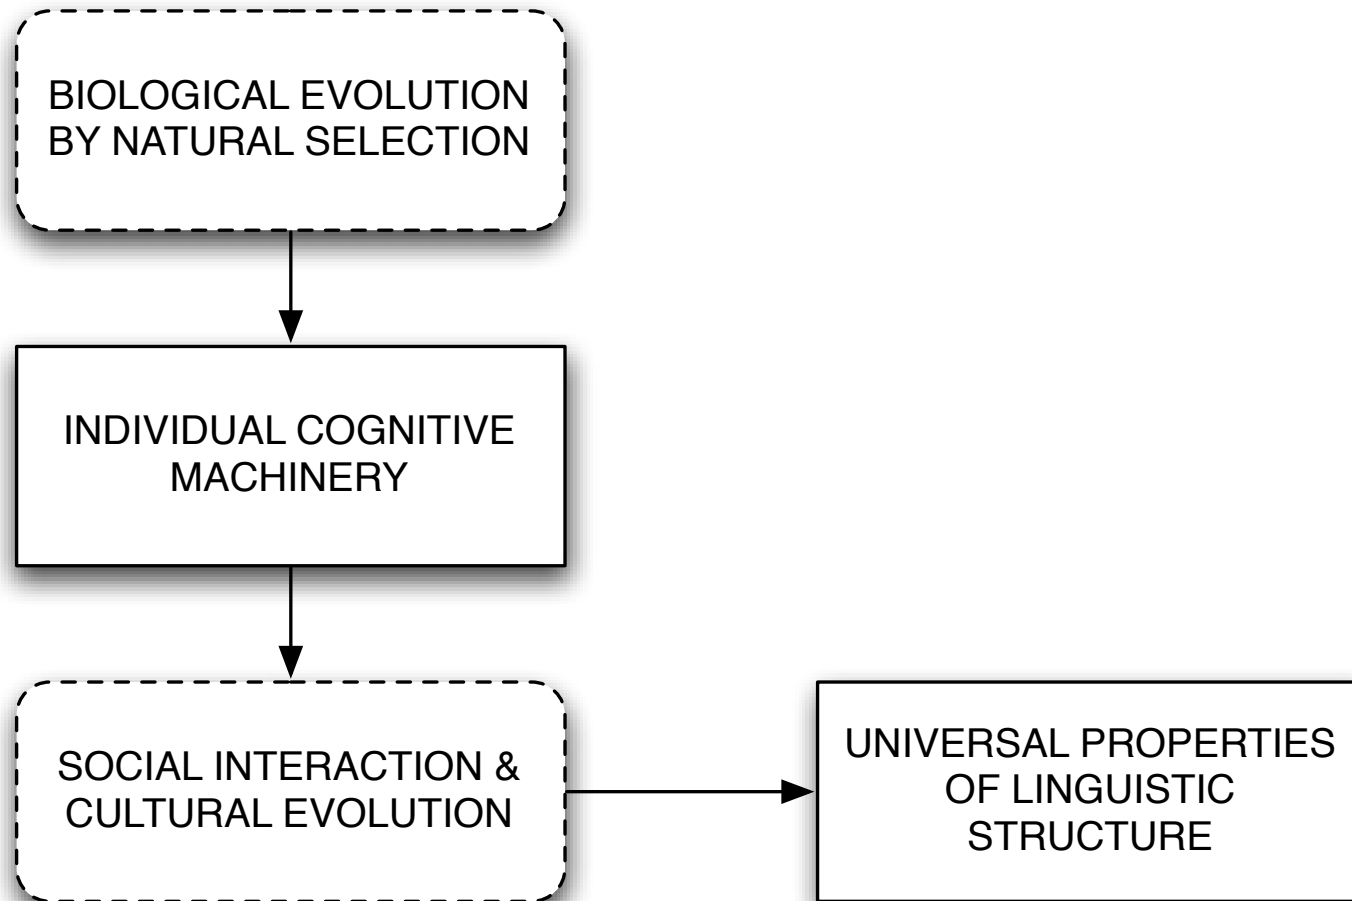 BIOLOGICAL EVOLUTION
BY NATURAL SELECTION
INDIVIDUAL COGNITIVE
MACHINERY
SOCIAL INTERACTION &
CULTURAL EVOLUTION
UNIVERSAL PROPERTIES
OF LINGUISTIC
STRUCTURE